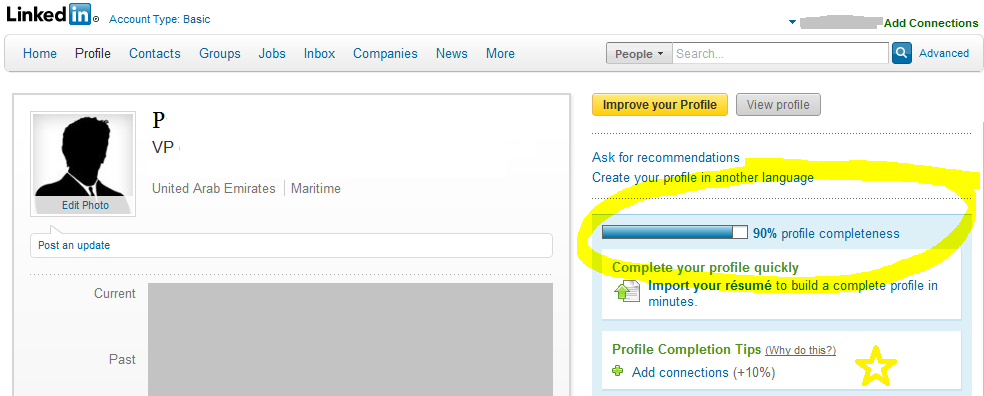 Linked in ® Account Type: Basic
Add Connections
Home Profile Contacts Groups Jobs Inbox Companies News More
People Search... Advanced
Improve your Profile View profile
P
VP
United Arab Emirates Maritime
Edit Photo
Post an update
Current
Past
Ask for recommendations
Create your profile in another language
90% profile completeness
Complete your profile quickly
Import your résumé to build a complete profile in
minutes.
Profile Completion Tips (Why do this?)
Add connections (+10%)